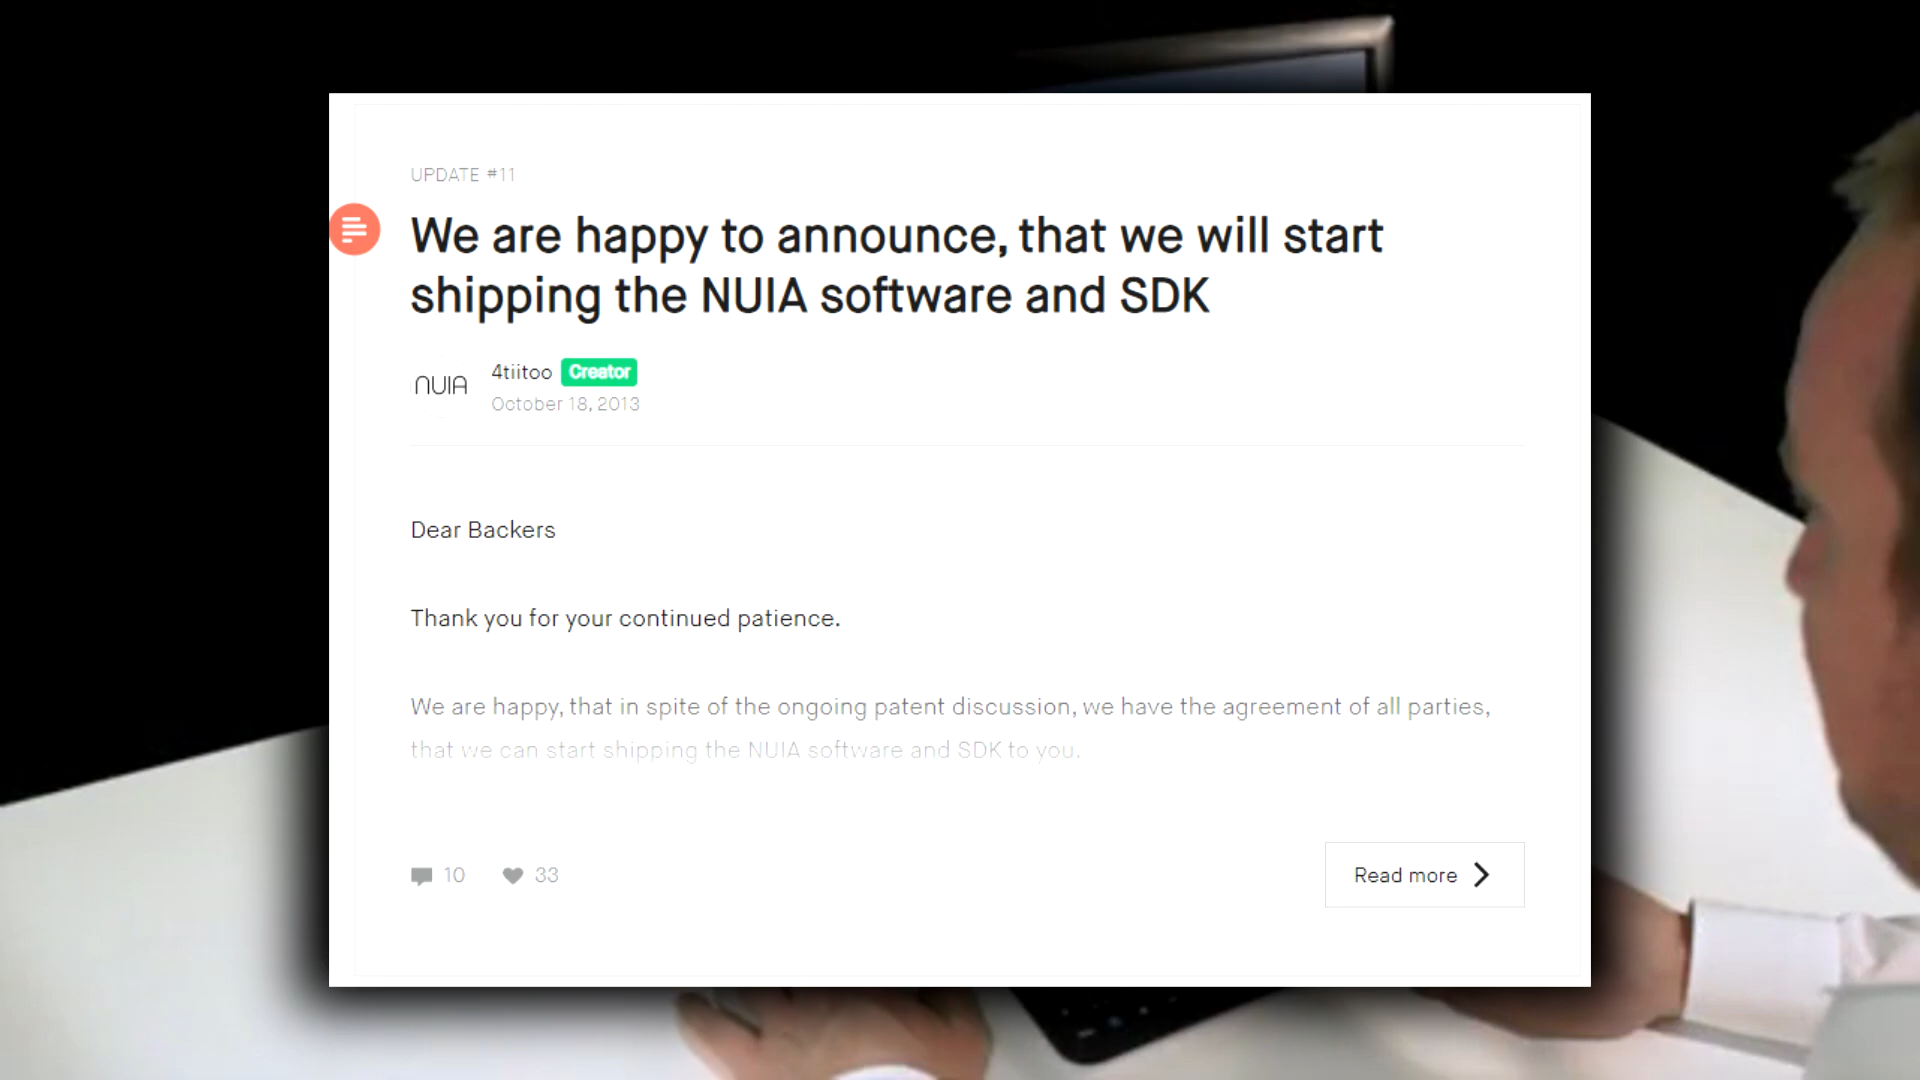 UPDATE #11
We are happy to announce, that we will start
shipping the NUIA software and SDK
NUIA
4tiitoo Creator
October 18, 2013
Dear Backers
Thank you for your continued patience.
We are happy, that in spite of the ongoing patent discussion, we have the agreement of all parties,
that we can start shipping the NUIA software and SDK to you.
10 33
Read more